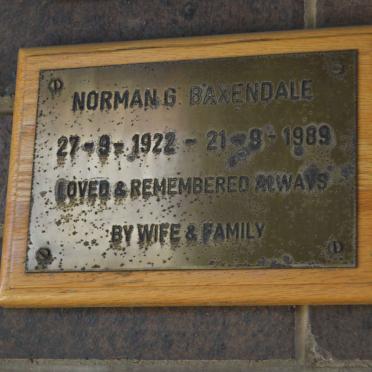 NORMAN G. BAXENDALE
27-9-1922 - 21-8-1989
LOVED & REMEMBERED ALWAYS
BY WIFE & FAMILY